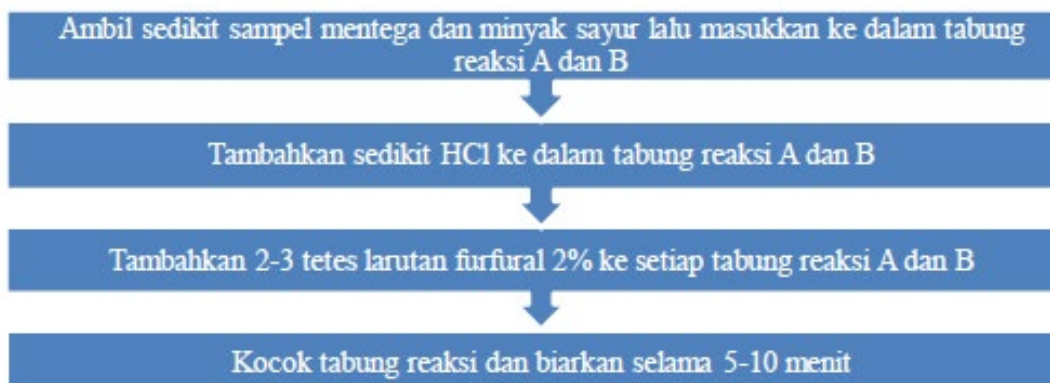 Ambil sedikit sampel mentega dan minyak sayur lalu masukkan ke dalam tabung
reaksi A dan B
Tambahkan sedikit HCl ke dalam tabung reaksi A dan B
Tambahkan 2-3 tetes larutan furfural 2% ke setiap tabung reaksi A dan B
Kocok tabung reaksi dan biarkan selama 5-10 menit